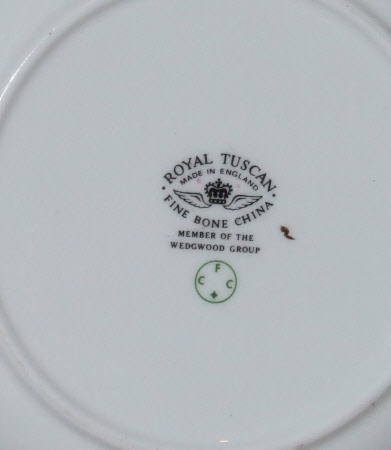 ROYAL TUSCAN
MADE IN ENGLAND
FINE BONE CHINA
MEMBER OF THE
WEDGWOOD GROUP
F
C C